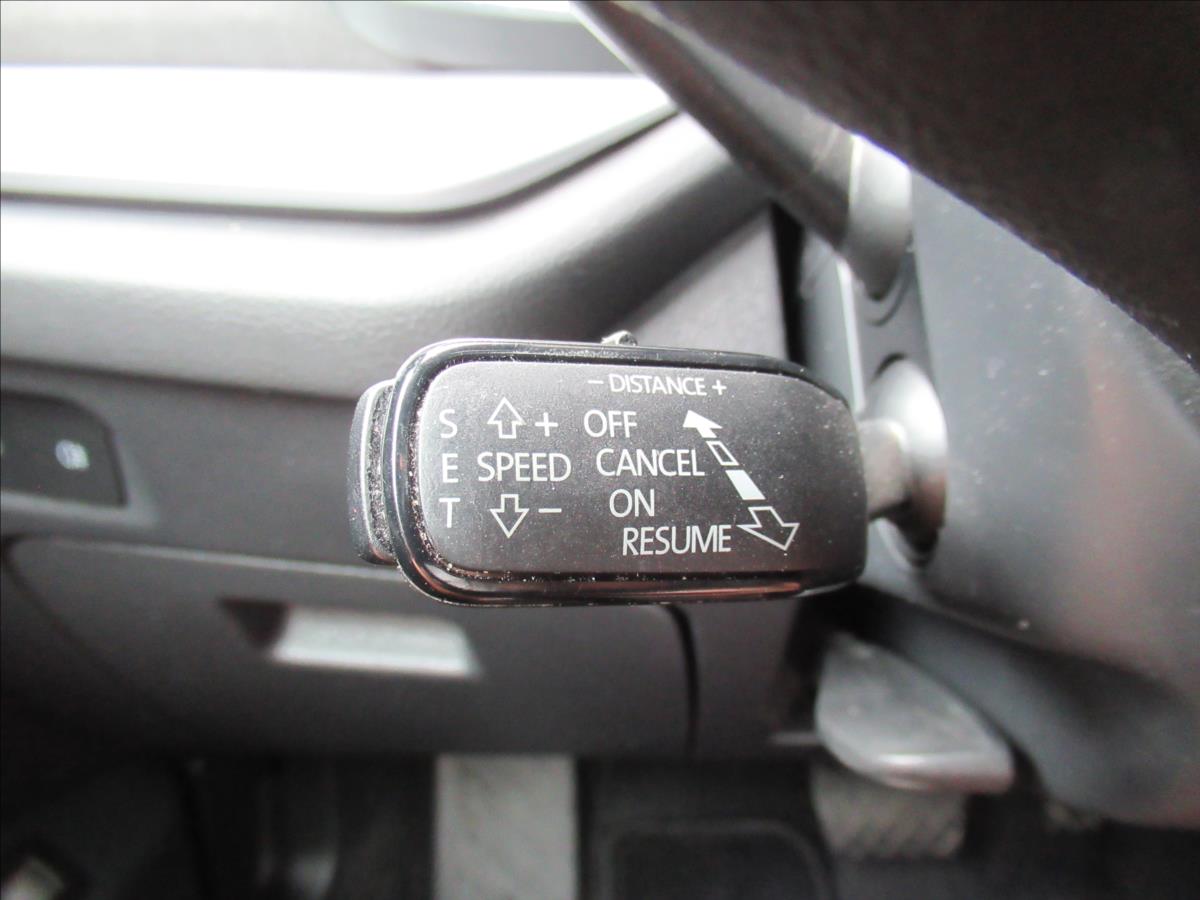 − DISTANCE +
S + OFF
E SPEED CANCEL
T − ON
RESUME